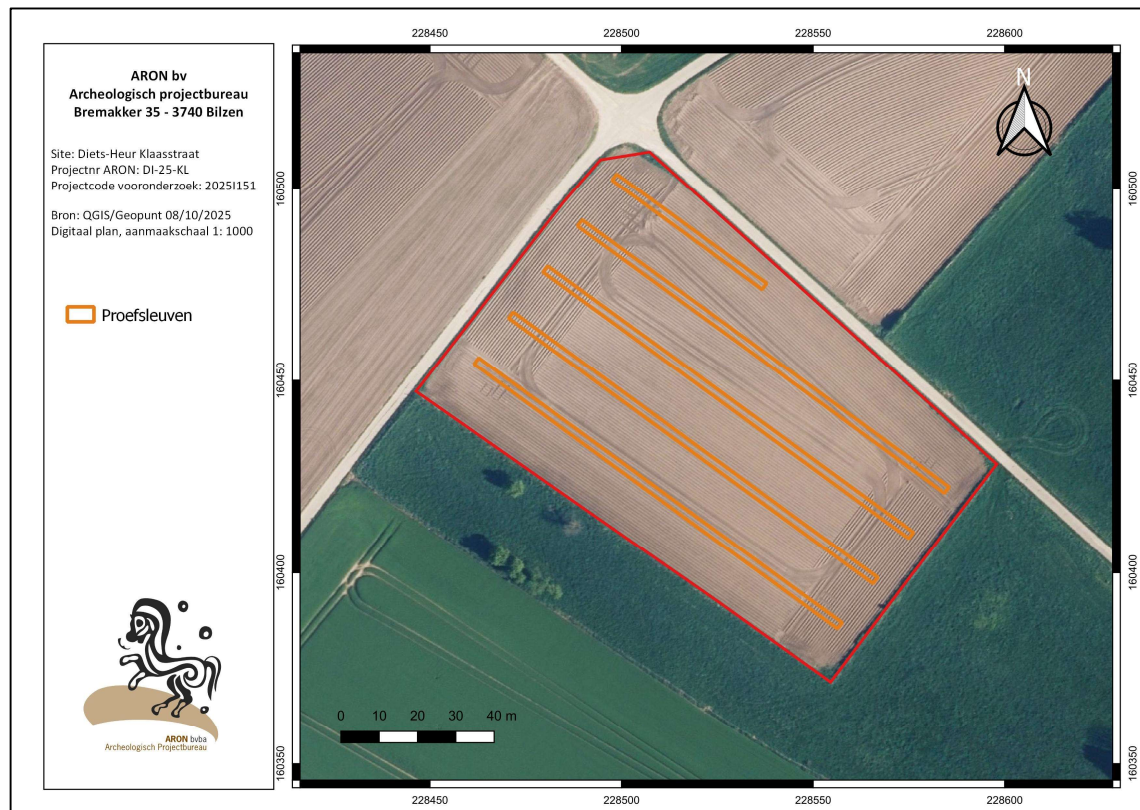 ARON bv
Archeologisch projectbureau
Bremakker 35 - 3740 Bilzen
Site: Diets-Heur Klaasstraat
Projectnr ARON: DI-25-KL
Projectcode vooronderzoek: 2025I151
Bron: QGIS/Geopunt 08/10/2025
Digitaal plan, aanmaakschaal 1: 1000
Proefsleuven
ARON bvba
Archeologisch Projectbureau
228450 228500 228550 228600
N
160500 160500
160450 160450
160400 160400
160350 160350
0 10 20 30 40 m
228450 228500 228550 228600